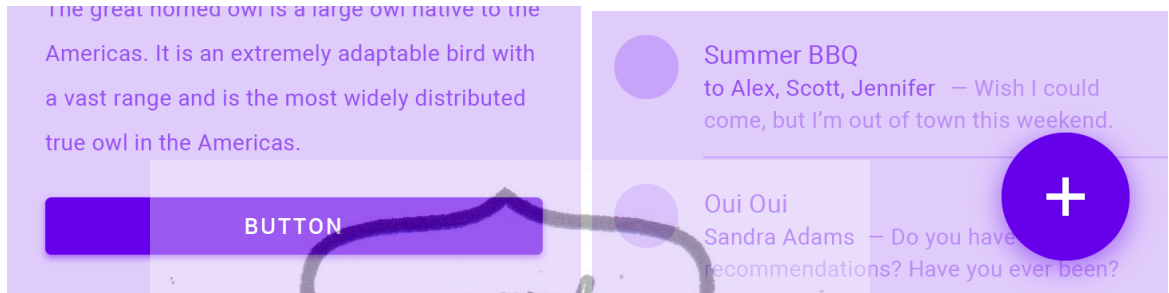 The great horned owl is a large owl native to the
Americas. It is an extremely adaptable bird with
a vast range and is the most widely distributed
true owl in the Americas.
BUTTON
Summer BBQ
to Alex, Scott, Jennifer — Wish I could
come, but I’m out of town this weekend.
Oui Oui
Sandra Adams — Do you have
recommendations? Have you ever been?